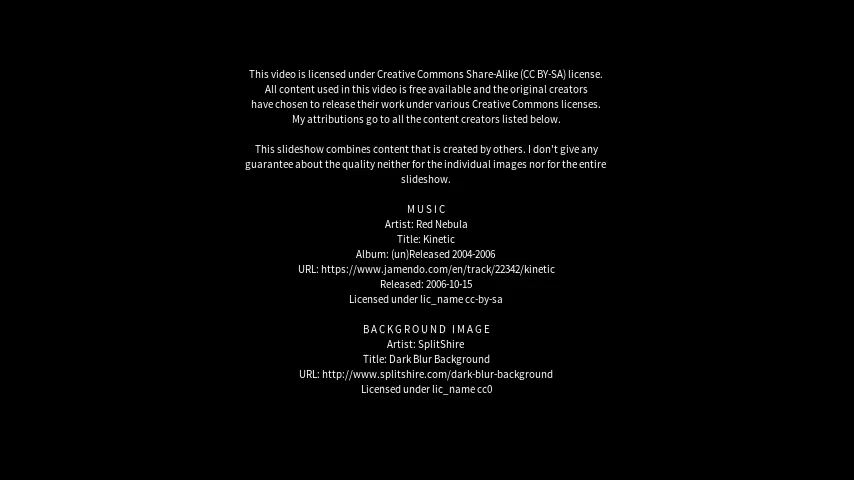 This video is licensed under Creative Commons Share-Alike (CC BY-SA) license.
All content used in this video is free available and the original creators
have chosen to release their work under various Creative Commons licenses.
My attributions go to all the content creators listed below.
This slideshow combines content that is created by others. I don't give any
guarantee about the quality neither for the individual images nor for the entire
slideshow.
MUSIC
Artist: Red Nebula
Title: Kinetic
Album: (un)Released 2004-2006
URL: https://www.jamendo.com/en/track/22342/kinetic
Released: 2006-10-15
Licensed under lic_name cc-by-sa
BACKGROUND IMAGE
Artist: SplitShire
Title: Dark Blur Background
URL: http://www.splitshire.com/dark-blur-background
Licensed under lic_name cc0